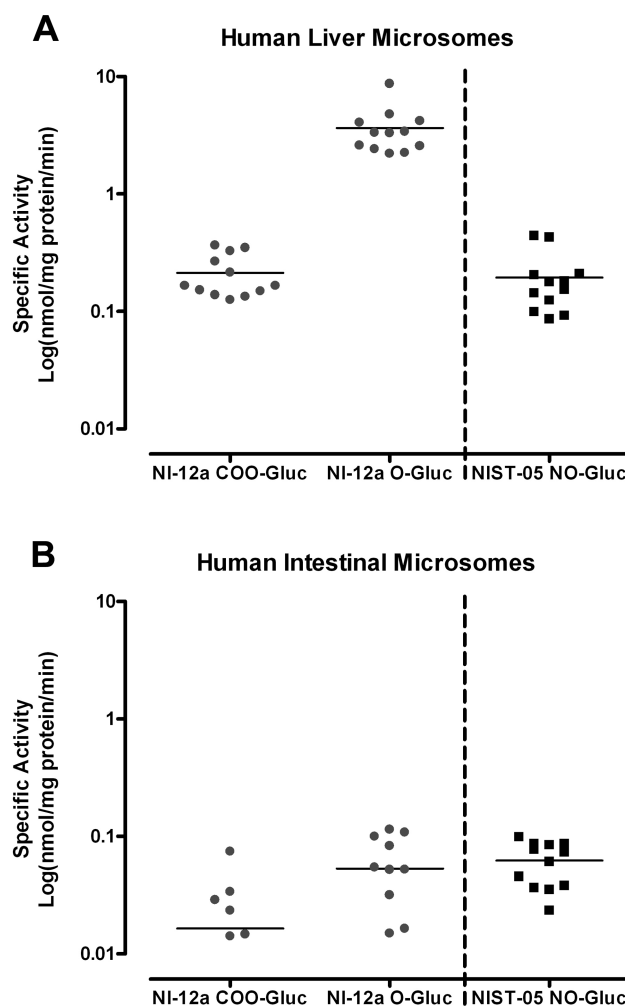 A
Human Liver Microsomes
Specific Activity
Log(nmol/mg protein/min)
10
1
0.1
0.01
NI-12a COO-Gluc NI-12a O-Gluc NIST-05 NO-Gluc
B
Human Intestinal Microsomes
Specific Activity
Log(nmol/mg protein/min)
10
1
0.1
0.01
NI-12a COO-Gluc NI-12a O-Gluc NIST-05 NO-Gluc